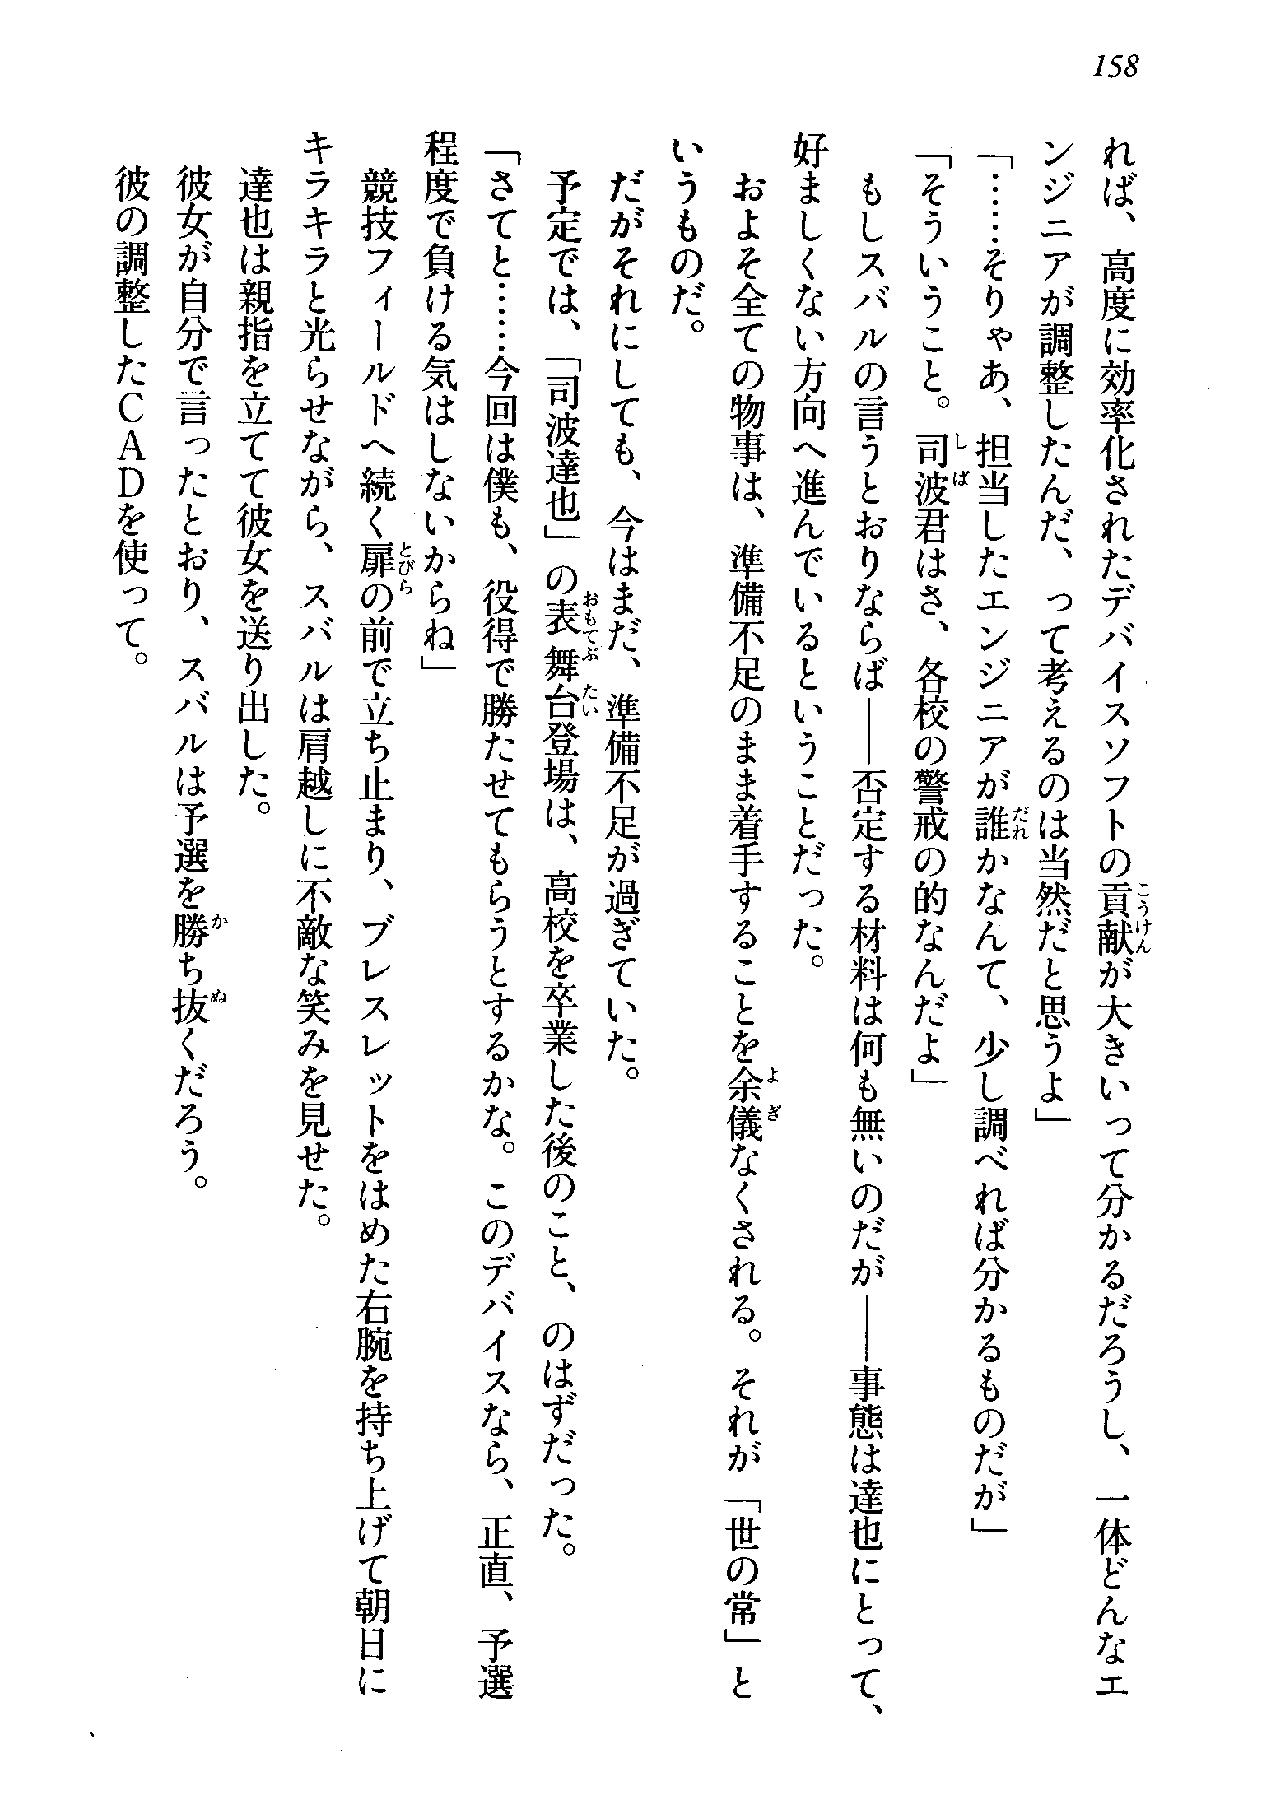 158
れば、高度に効率化されたデバイスソフトの貢献が大きいって分かるだろうし、一体どんなエ
ンジニアが調整したんだ、って考えるのは当然だと思うよ」
「……そりゃあ、担当したエンジニアが誰かなんて、少し調べれば分かるものだが」
「そういうこと。司波君はさ、各校の警戒の的なんだよ」
もしスバルの言うとおりならば――否定する材料は何も無いのだが――事態は達也にとって、
好ましくない方向へ進んでいるということだった。
およそ全ての物事は、準備不足のまま着手することを余儀なくされる。それが「世の常」と
いうものだ。
だがそれにしても、今はまだ、準備不足が過ぎていた。
予定では、「司波達也」の表舞台登場は、高校を卒業した後のこと、のはずだった。
「さてと……今回は僕も、役得で勝たせてもらうとするかな。このデバイスなら、正直、予選
程度で負ける気はしないからね」
競技フィールドへ続く扉の前で立ち止まり、ブレスレットをはめた右腕を持ち上げて朝日に
キラキラと光らせながら、スバルは肩越しに不敵な笑みを見せた。
達也は親指を立てて彼女を送り出した。
彼女が自分で言ったとおり、スバルは予選を勝ち抜くだろう。
彼の調整したＣＡＤを使って。